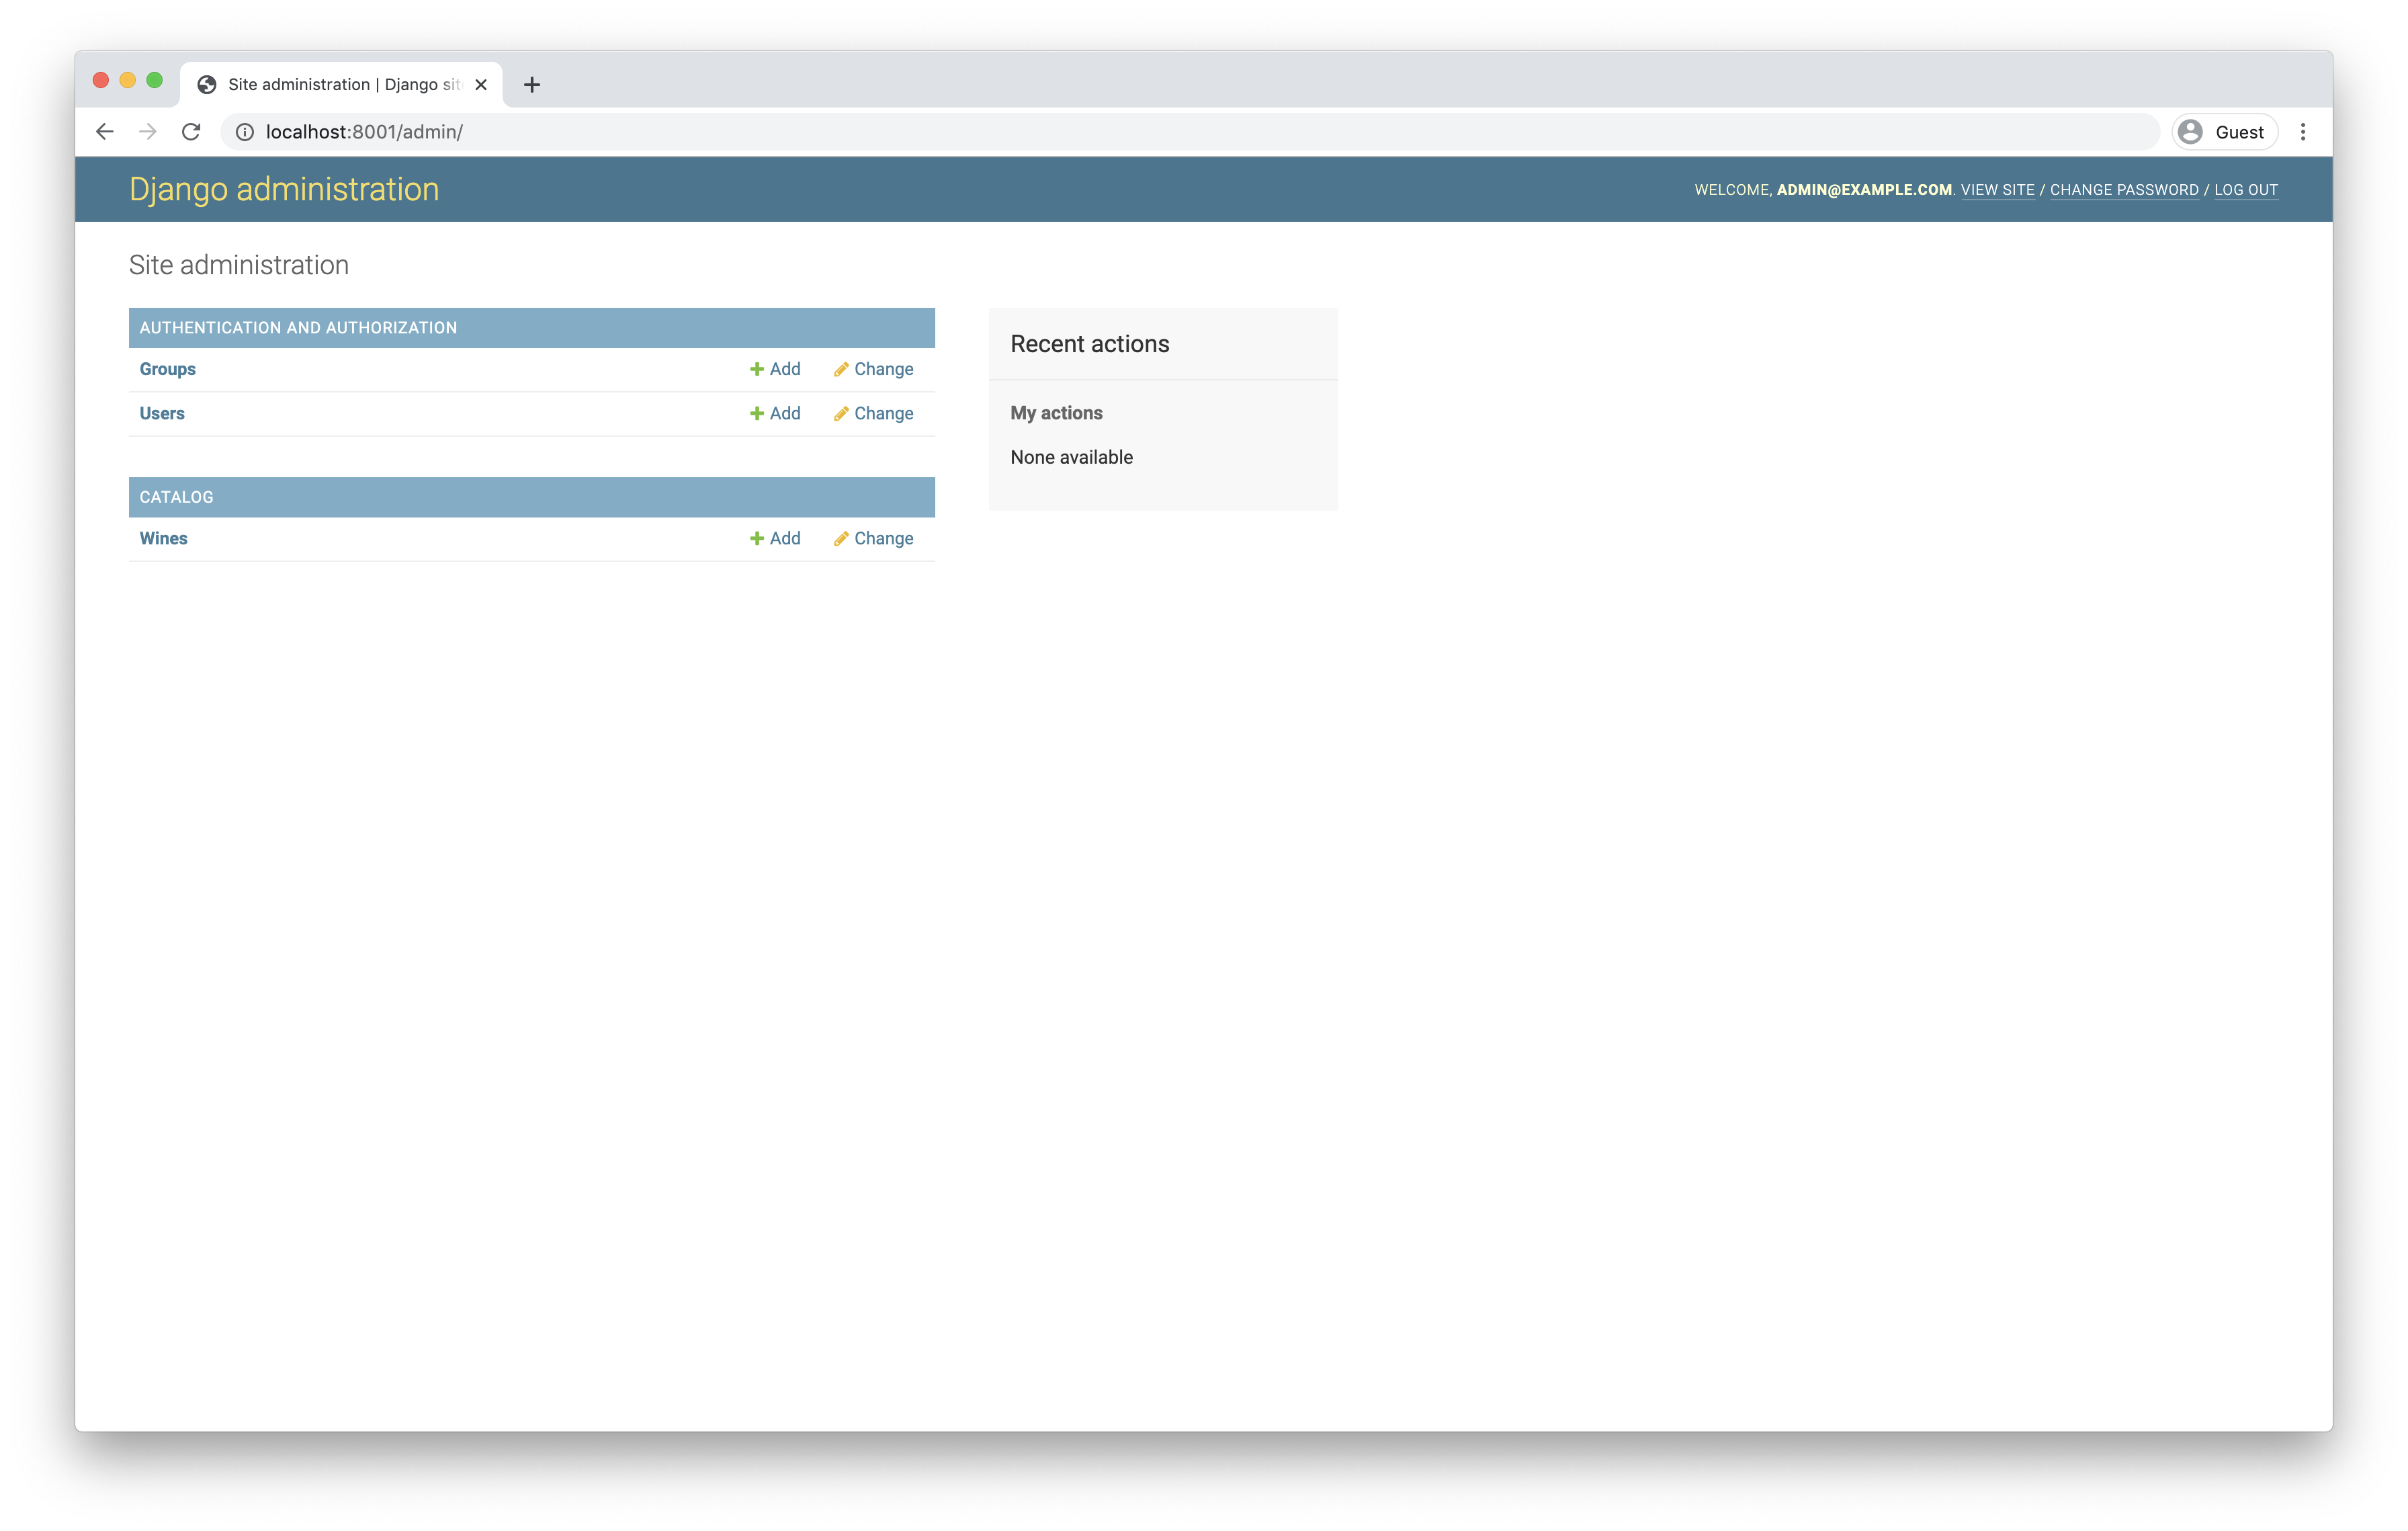 Site administration | Django sit
localhost:8001/admin/
Guest
Django administration
WELCOME, ADMIN@EXAMPLE.COM. VIEW SITE / CHANGE PASSWORD / LOG OUT
Site administration
AUTHENTICATION AND AUTHORIZATION
Groups Add Change
Users Add Change
CATALOG
Wines Add Change
Recent actions
My actions
None available